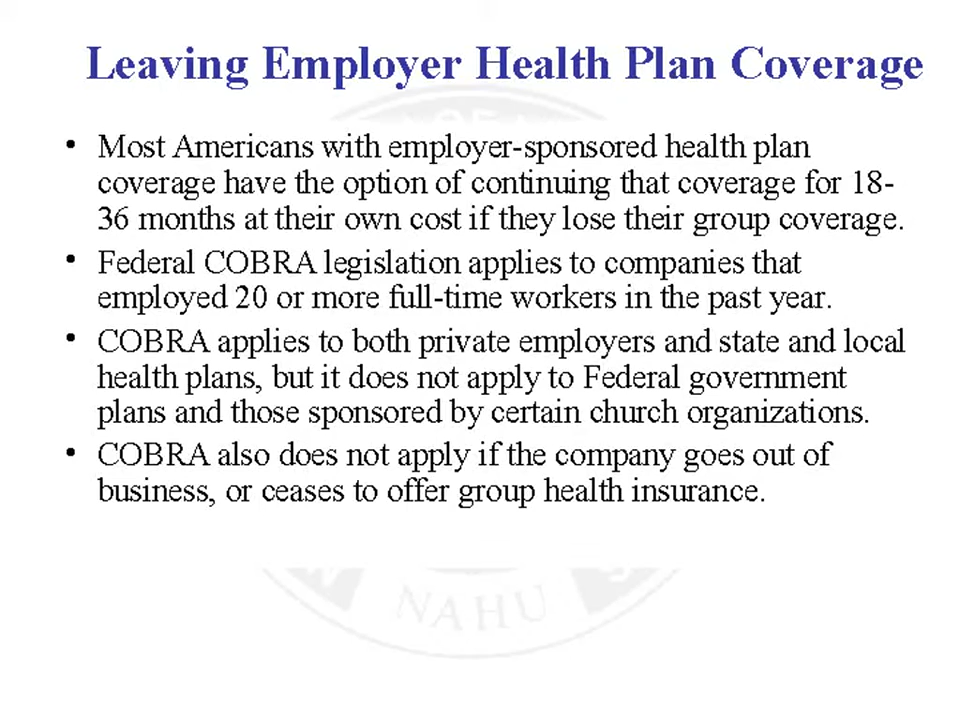 Leaving Employer Health Plan Coverage
• Most Americans with employer-sponsored health plan
coverage have the option of continuing that coverage for 18-
36 months at their own cost if they lose their group coverage.
• Federal COBRA legislation applies to companies that
employed 20 or more full-time workers in the past year.
• COBRA applies to both private employers and state and local
health plans, but it does not apply to Federal government
plans and those sponsored by certain church organizations.
• COBRA also does not apply if the company goes out of
business, or ceases to offer group health insurance.
NAHU